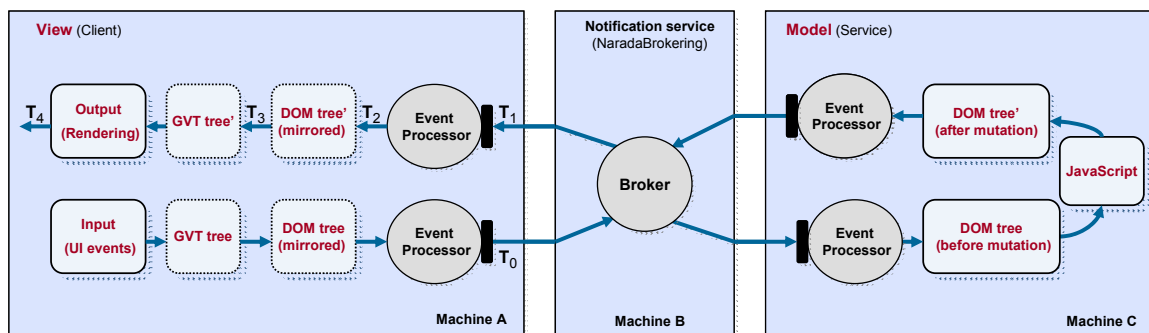 View (Client)
Output
(Rendering)
GVT tree'
DOM tree'
(mirrored)
Event
Processor
T4
T3
T2
T1
Input
(UI events)
GVT tree
DOM tree
(mirrored)
Event
Processor
T0
Machine A
Notification service
(NaradaBrokering)
Broker
Machine B
Model (Service)
Event
Processor
DOM tree'
(after mutation)
JavaScript
Event
Processor
DOM tree
(before mutation)
Machine C